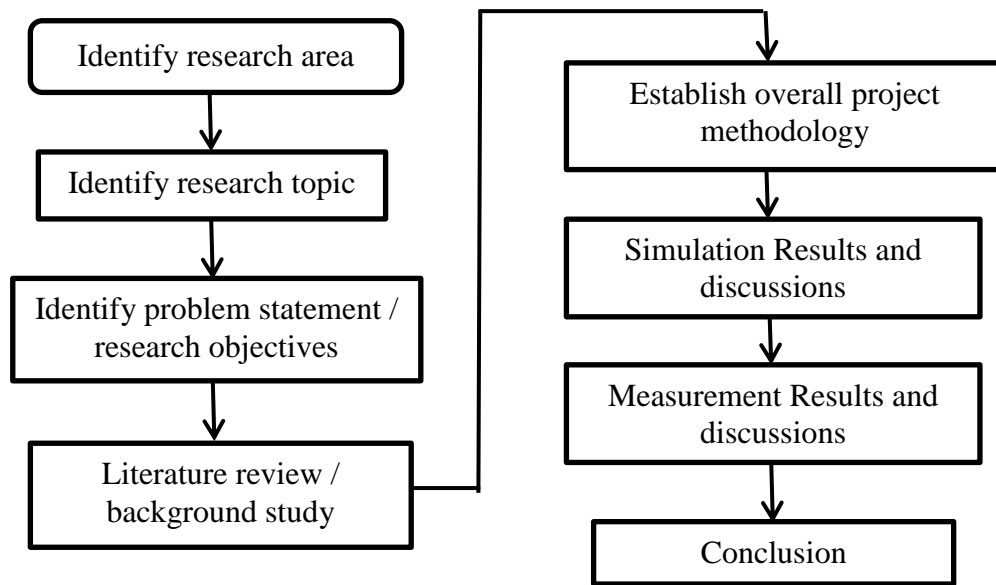 Identify research area
Identify research topic
Identify problem statement /
research objectives
Literature review /
background study
Establish overall project
methodology
Simulation Results and
discussions
Measurement Results and
discussions
Conclusion